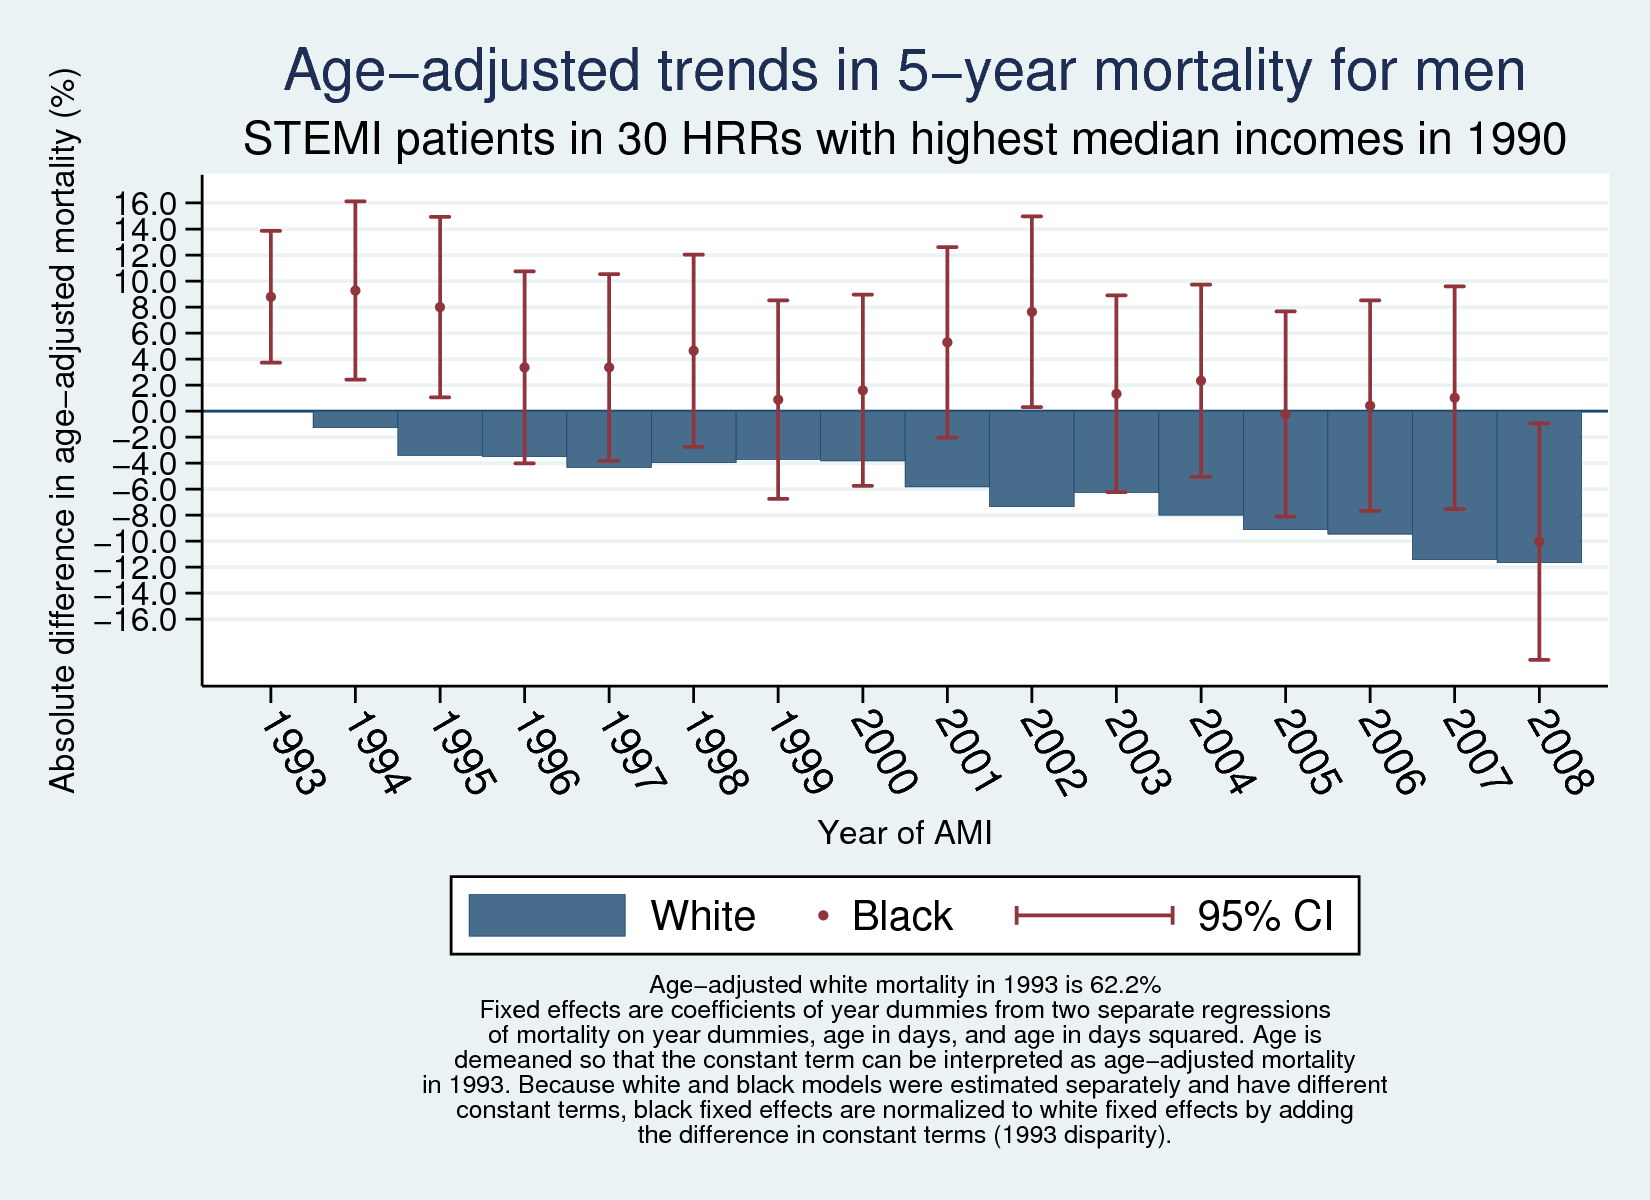 Age−adjusted trends in 5−year mortality for men
STEMI patients in 30 HRRs with highest median incomes in 1990
Absolute difference in age−adjusted mortality (%)
16.0
14.0
12.0
10.0
8.0
6.0
4.0
2.0
0.0
−2.0
−4.0
−6.0
−8.0
−10.0
−12.0
−14.0
−16.0
1993
1994
1995
1996
1997
1998
1999
2000
2001
2002
2003
2004
2005
2006
2007
2008
Year of AMI
White Black 95% CI
Age−adjusted white mortality in 1993 is 62.2%
Fixed effects are coefficients of year dummies from two separate regressions
of mortality on year dummies, age in days, and age in days squared. Age is
demeaned so that the constant term can be interpreted as age−adjusted mortality
in 1993. Because white and black models were estimated separately and have different
constant terms, black fixed effects are normalized to white fixed effects by adding
the difference in constant terms (1993 disparity).